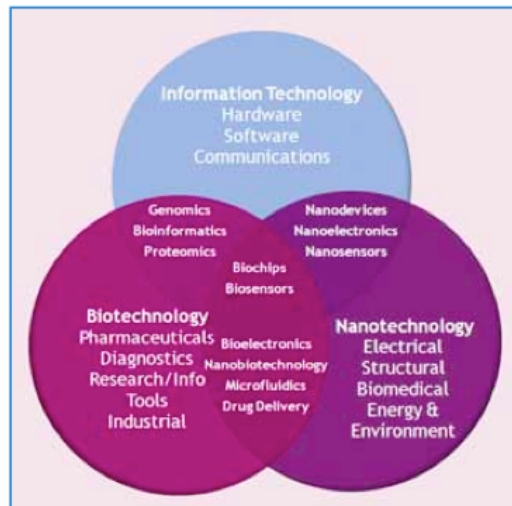 Information Technology
Hardware
Software
Communications
Genomics
Bioinformatics
Proteomics
Nanodevices
Nanoelectronics
Nanosensors
Biochips
Biosensors
Biotechnology
Pharmaceuticals
Diagnostics
Research/Info
Tools
Industrial
Bioelectronics
Nanobiotechnology
Microfluidics
Drug Delivery
Nanotechnology
Electrical
Structural
Biomedical
Energy &
Environment